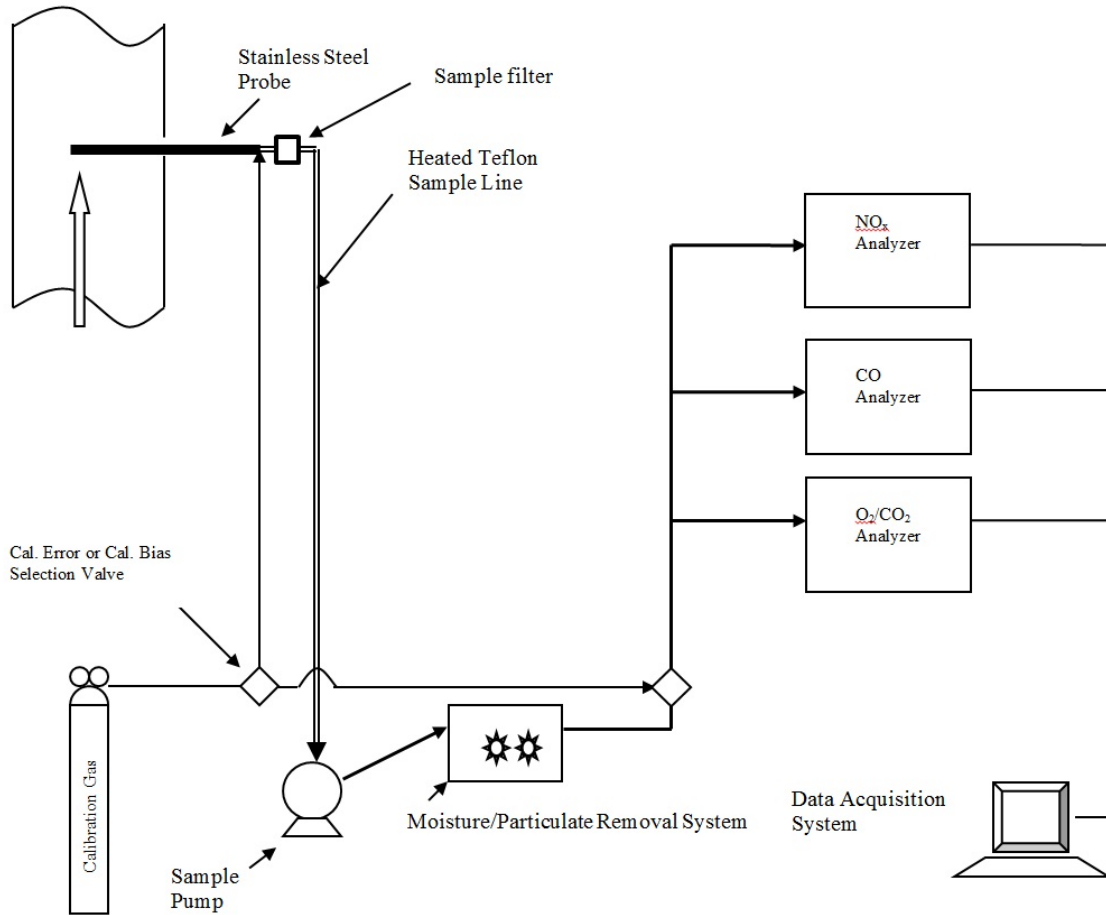 Stainless Steel
Probe
Sample filter
Heated Teflon
Sample Line
NOₓ
Analyzer
CO
Analyzer
O₂/CO₂
Analyzer
Cal. Error or Cal. Bias
Selection Valve
Calibration Gas
Moisture/Particulate Removal System
Sample
Pump
Data Acquisition
System